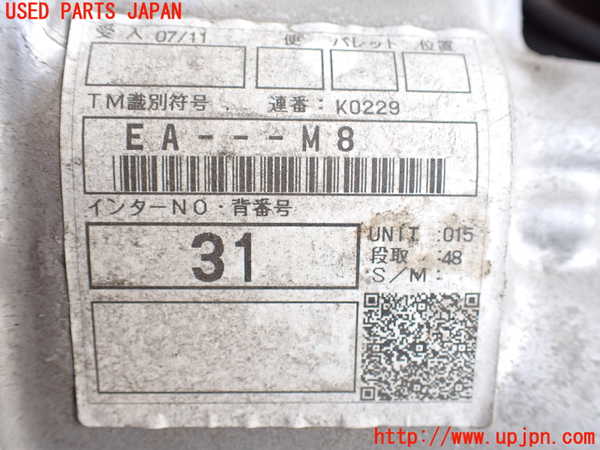 USED PARTS JAPAN
受入 07/11 便 パレット 位置
TM識別符号 連番: K0229
EA---M8
インターNO・背番号
31
UNIT :015
段取 :48
S/M:
http://www.upjpn.com/